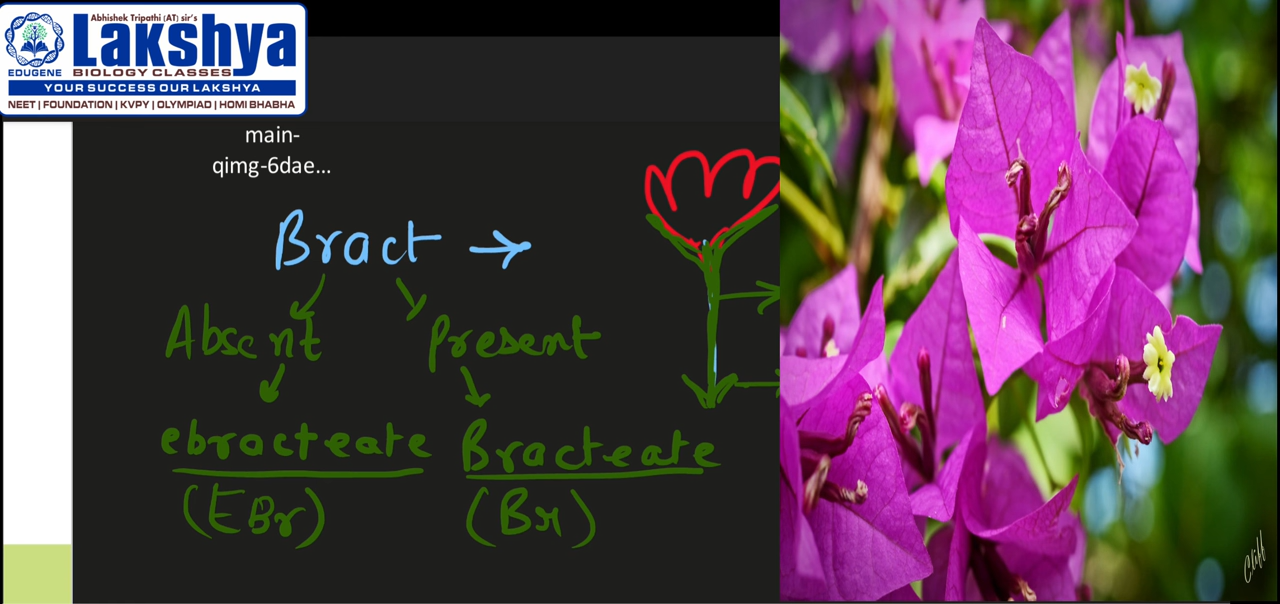 Abhishek Tripathi (AT) sir's
Lakshya
EDUGENE BIOLOGY CLASSES
YOUR SUCCESS OUR LAKSHYA
NEET | FOUNDATION | KVPY | OLYMPIAD | HOMI BHABHA
main-
qimg-6dae...
Bract →
Absent Present
ebracteate Bracteate
(EBr) (Br)
Cliff